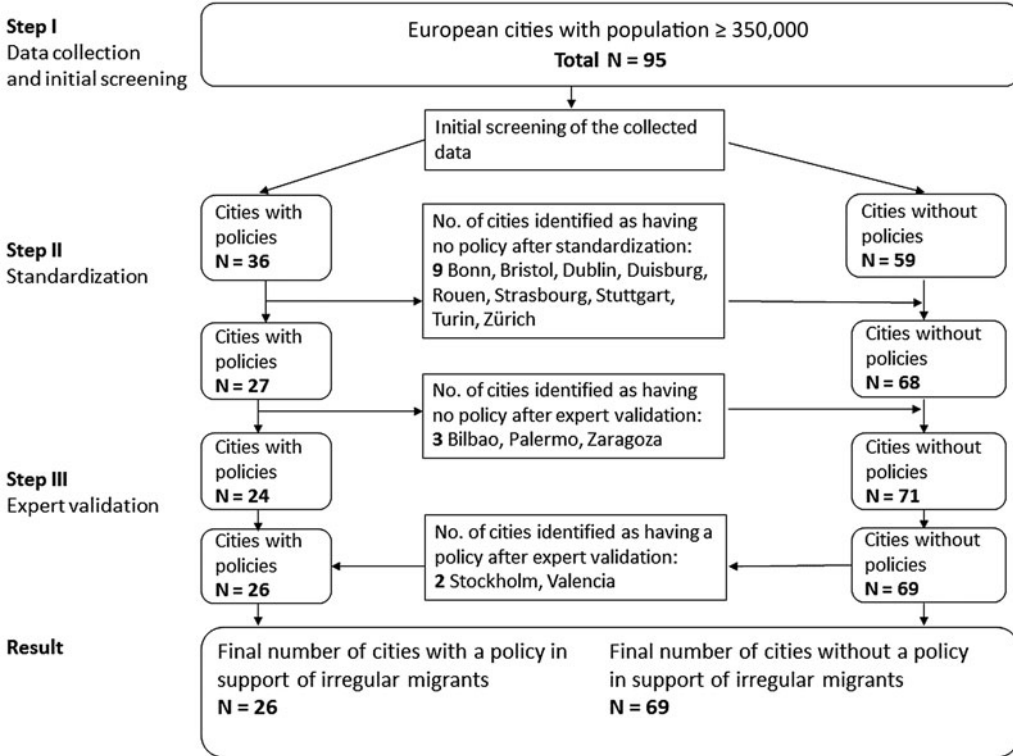 Step I
Data collection
and initial screening
European cities with population ≥ 350,000
Total N = 95
Initial screening of the collected
data
Step II
Standardization
Cities with
policies
N = 36
No. of cities identified as having
no policy after standardization:
9 Bonn, Bristol, Dublin, Duisburg,
Rouen, Strasbourg, Stuttgart,
Turin, Zürich
Cities without
policies
N = 59
Cities with
policies
N = 27
Cities without
policies
N = 68
No. of cities identified as having
no policy after expert validation:
3 Bilbao, Palermo, Zaragoza
Step III
Expert validation
Cities with
policies
N = 24
Cities without
policies
N = 71
Cities with
policies
N = 26
No. of cities identified as having a
policy after expert validation:
2 Stockholm, Valencia
Cities without
policies
N = 69
Result
Final number of cities with a policy in
support of irregular migrants
N = 26
Final number of cities without a policy
in support of irregular migrants
N = 69